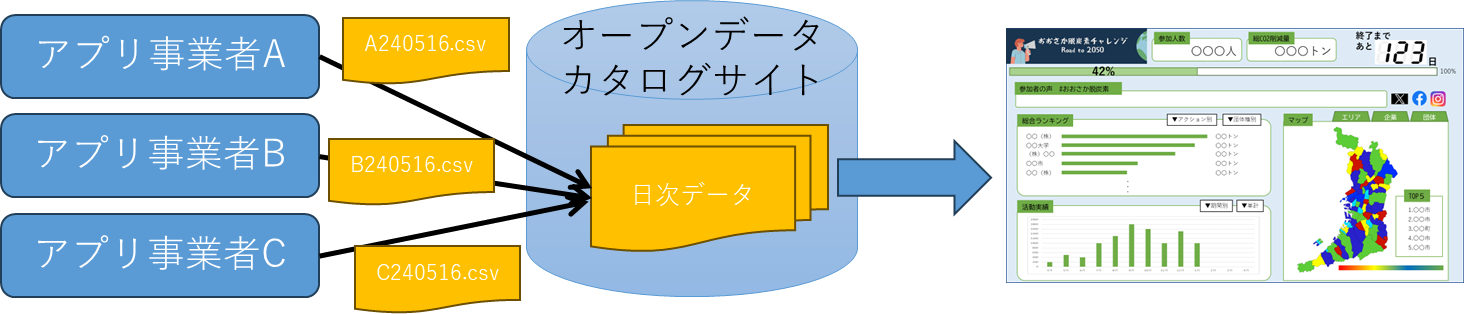 アプリ事業者A
アプリ事業者B
アプリ事業者C
A240516.csv
B240516.csv
C240516.csv
オープンデータ
カタログサイト
日次データ
おおさか脱炭素チャレンジ
Road to 2050
参加人数
〇〇〇人
総CO2削減量
〇〇〇トン
終了まで
あと
123
日
42%
100%
参加者の声 #おおさか脱炭素
総合ランキング
▼アクション別
▼活体種別
〇〇（株） 〇〇トン
〇〇大学 〇〇トン
（株）〇〇 〇〇トン
〇〇市 〇〇トン
〇〇（株） 〇〇トン
活動実績
▼期間別
▼単計
マップ
エリア
企業
団体
TOP５
1.〇〇市
2.〇〇市
3.〇〇町
4.〇〇市
5.〇〇市